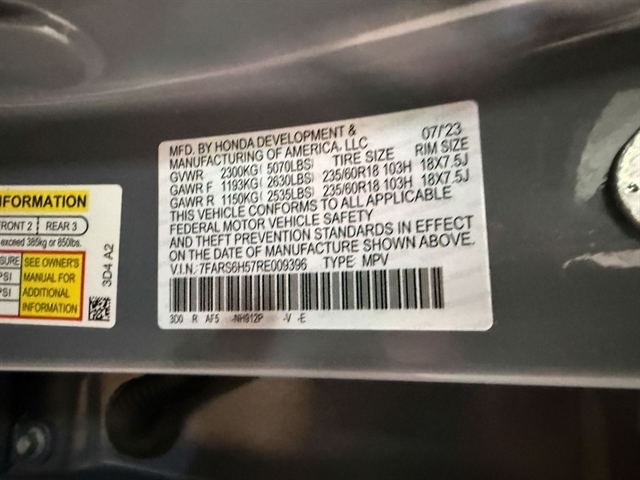 MFD. BY HONDA DEVELOPMENT & 07/'23
MANUFACTURING OF AMERICA, LLC
GVWR 2300KG( 5070LBS) TIRE SIZE RIM SIZE
GAWR F 1193KG( 2630LBS) 235/60R18 103H 18X7.5J
GAWR R 1150KG( 2535LBS) 235/60R18 103H 18X7.5J
THIS VEHICLE CONFORMS TO ALL APPLICABLE
FEDERAL MOTOR VEHICLE SAFETY
AND THEFT PREVENTION STANDARDS IN EFFECT
ON THE DATE OF MANUFACTURE SHOWN ABOVE.
V.I.N.:7FARS6H57RE009396 TYPE: MPV
3D0 R AF5 -NH912P -V -E
INFORMATION
FRONT 2 REAR 3
exceed 385kg or 850lbs.
SEE OWNER'S
MANUAL FOR
ADDITIONAL
INFORMATION
PSI
PSI
3D4 A2